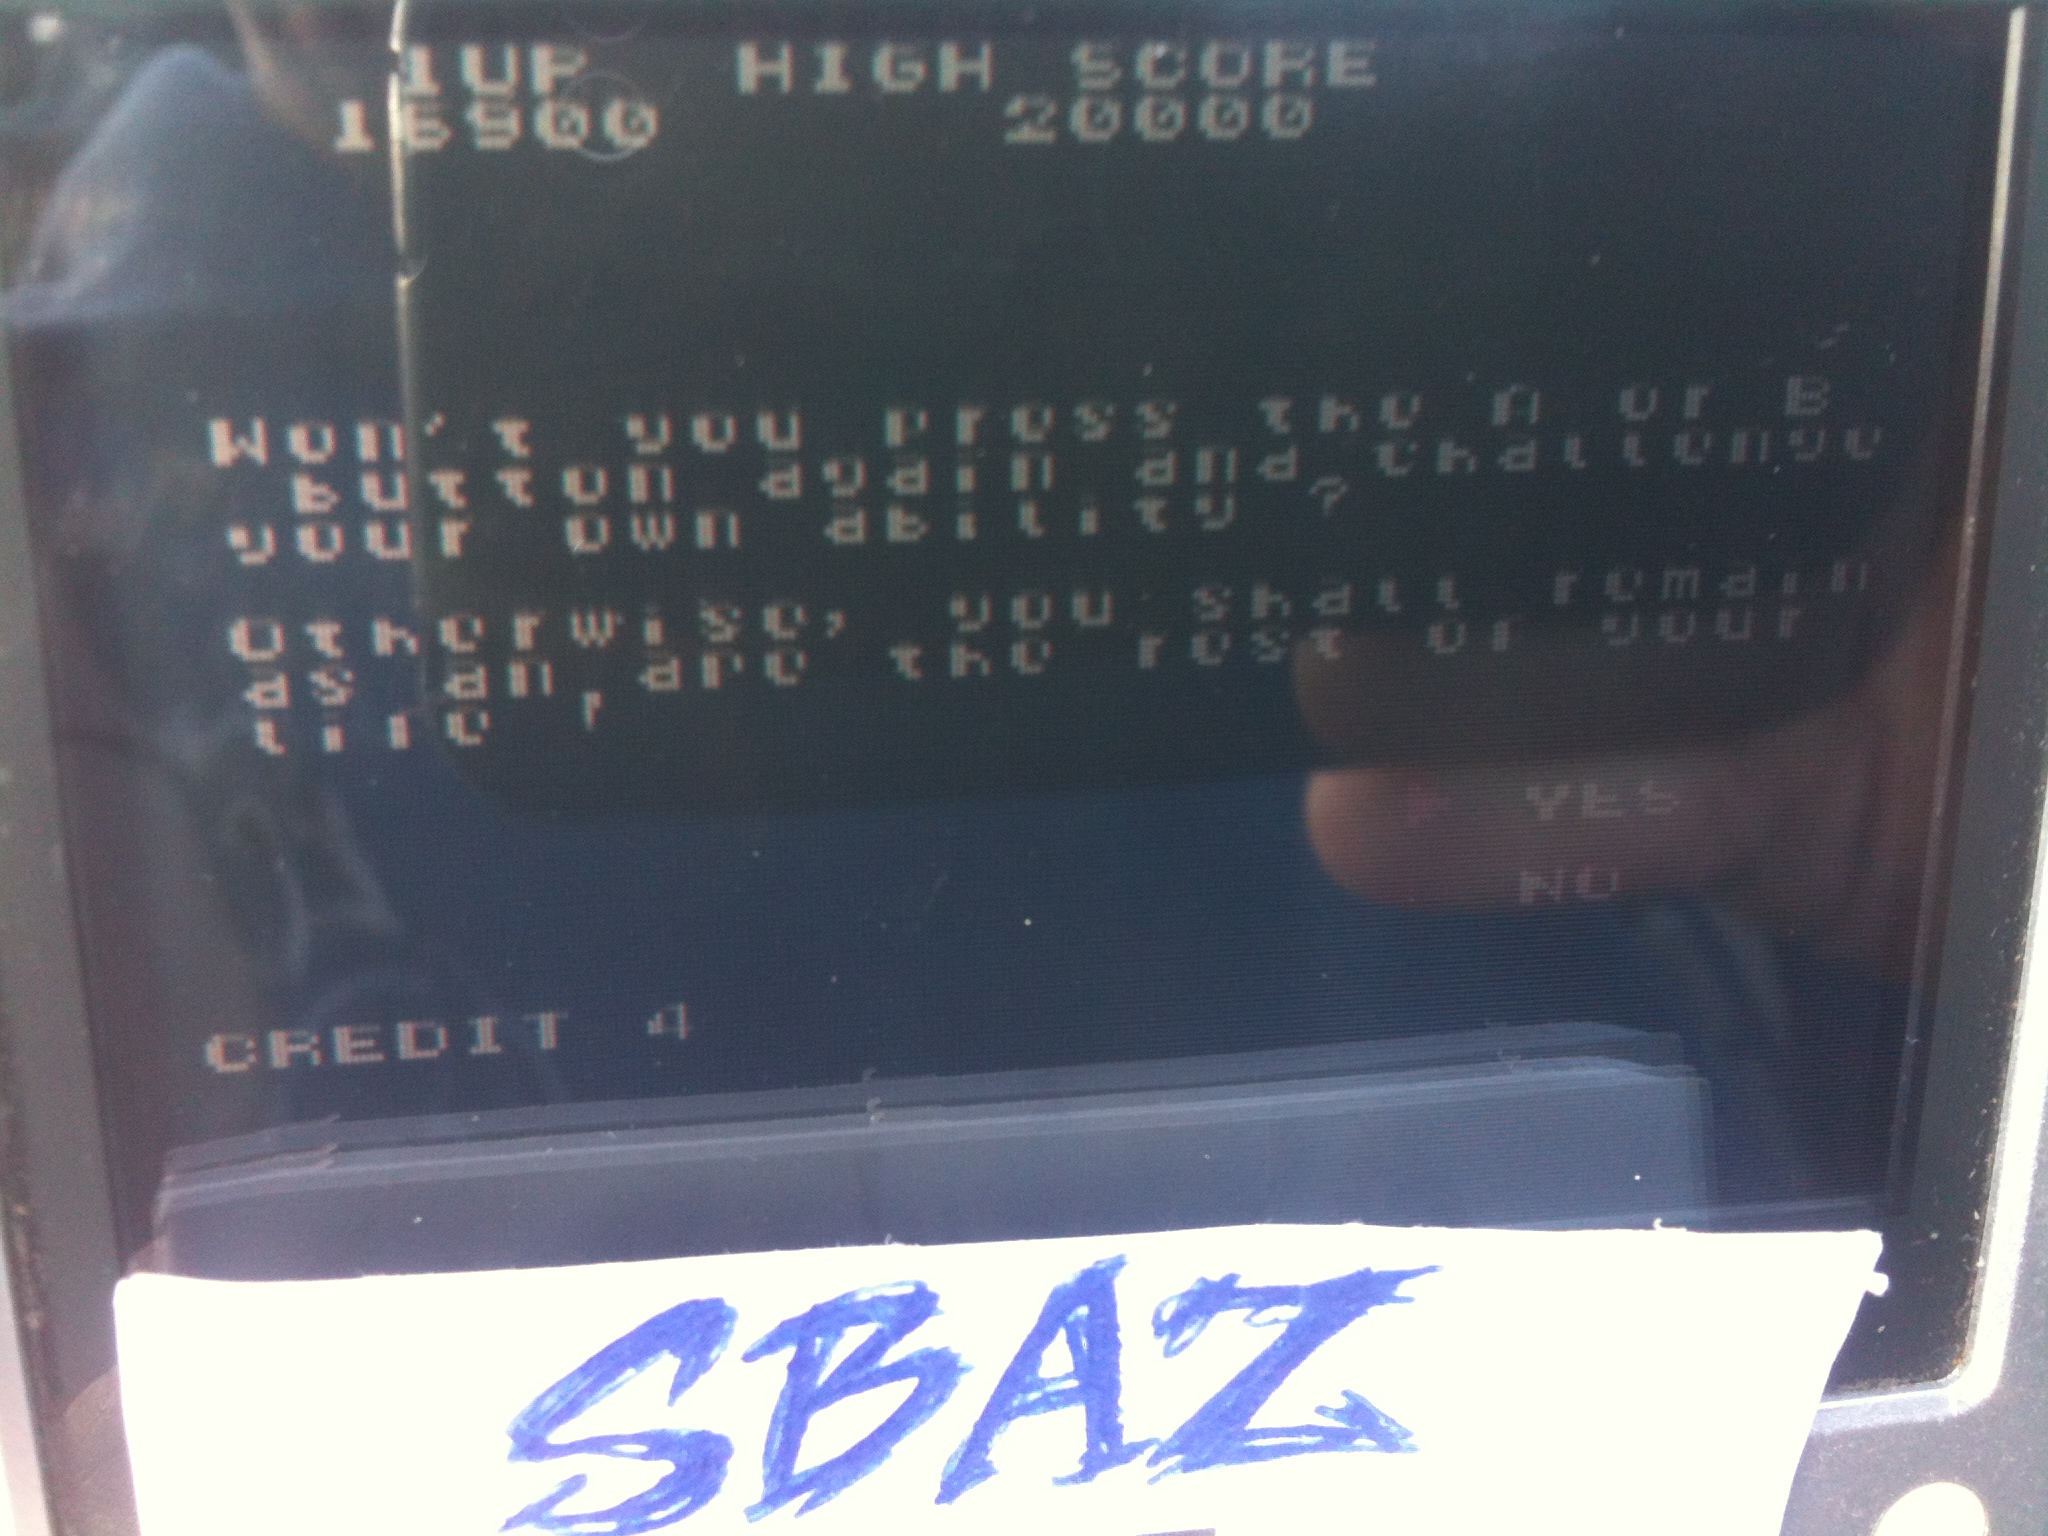 1UP HIGH SCORE
16900 20000
Won't you press the A or B
button again and challenge
your own ability ?
Otherwise, you shall remain
as an are the rest of your
life !
YES
NO
CREDIT 4
SBAZ